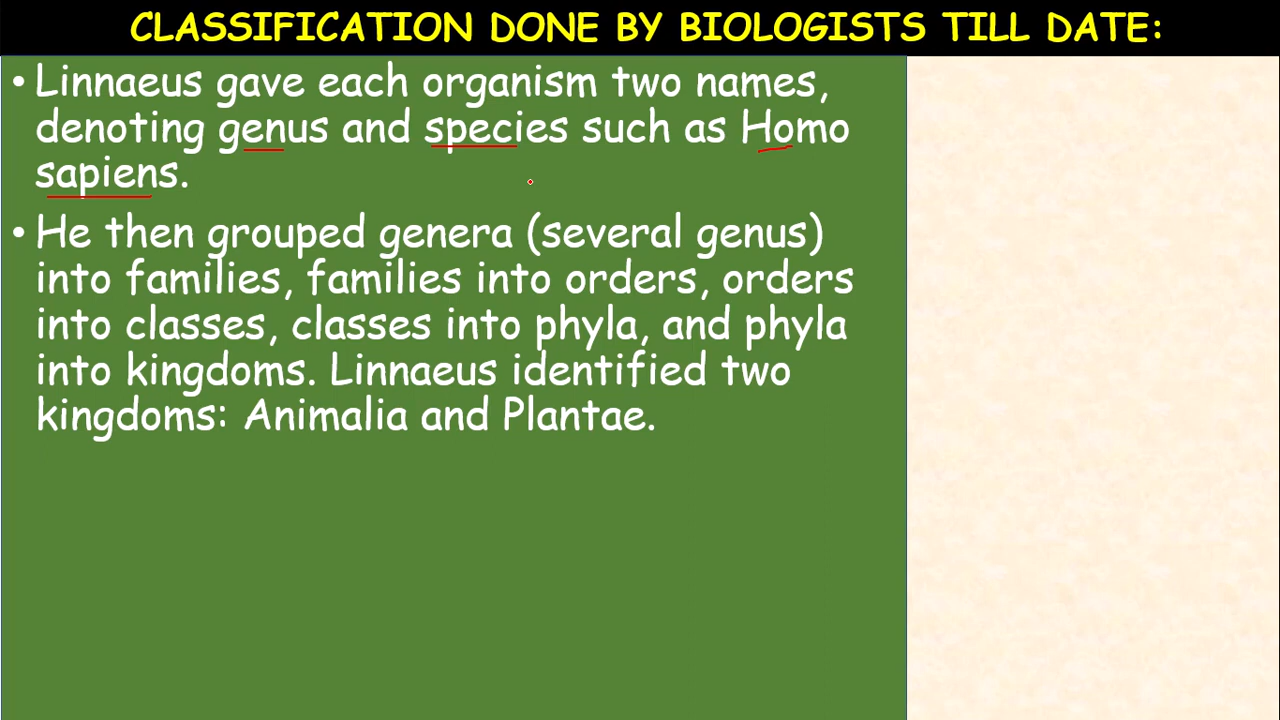 CLASSIFICATION DONE BY BIOLOGISTS TILL DATE:
• Linnaeus gave each organism two names,
denoting genus and species such as Homo
sapiens.
• He then grouped genera (several genus)
into families, families into orders, orders
into classes, classes into phyla, and phyla
into kingdoms. Linnaeus identified two
kingdoms: Animalia and Plantae.